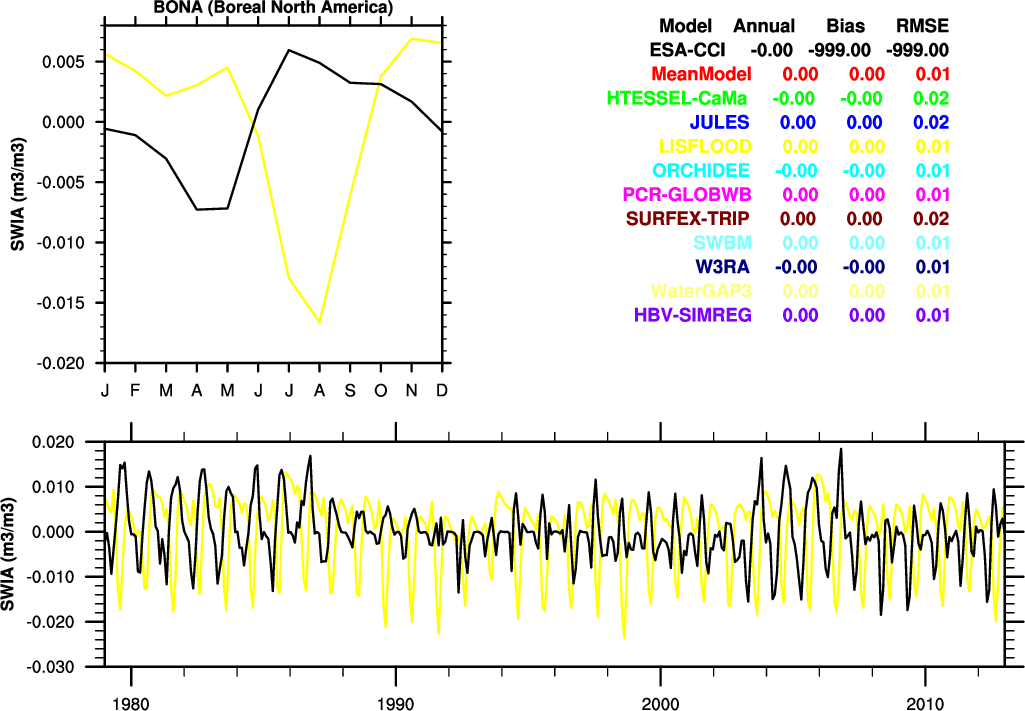 BONA (Boreal North America)
SWIA (m3/m3)
0.005
0.000
-0.005
-0.010
-0.015
-0.020
J F M A M J J A S O N D
Model Annual Bias RMSE
ESA-CCI -0.00 -999.00 -999.00
MeanModel 0.00 0.00 0.01
HTESSEL-CaMa -0.00 -0.00 0.02
JULES 0.00 0.00 0.02
LISFLOOD 0.00 0.00 0.01
ORCHIDEE -0.00 -0.00 0.01
PCR-GLOBWB 0.00 0.00 0.01
SURFEX-TRIP 0.00 0.00 0.02
SWBM 0.00 0.00 0.01
W3RA -0.00 -0.00 0.01
WaterGAP3 0.00 0.00 0.01
HBV-SIMREG 0.00 0.00 0.01
SWIA (m3/m3)
0.020
0.010
0.000
-0.010
-0.020
-0.030
1980 1990 2000 2010